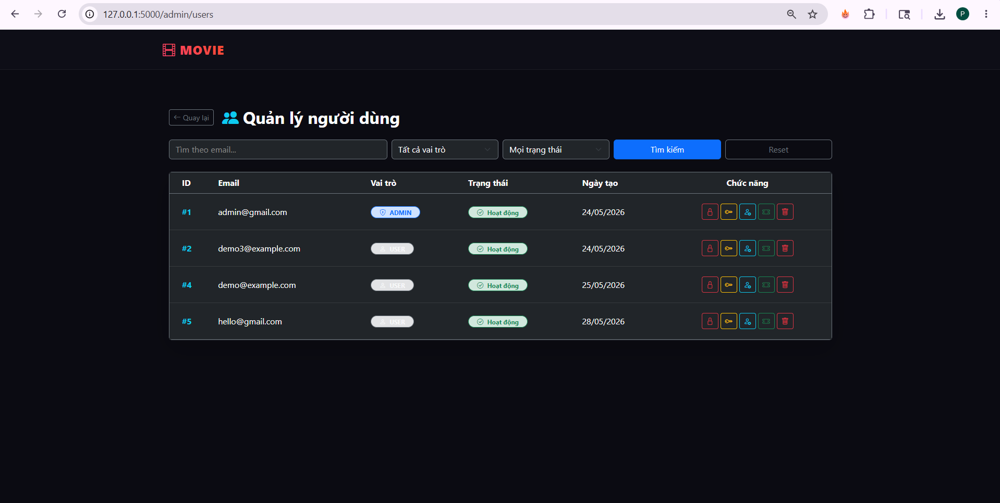 127.0.0.1:5000/admin/users
P
MOVIE
Quay lại
Quản lý người dùng
Tìm theo email...
Tất cả vai trò
Mọi trạng thái
Tìm kiếm
Reset
ID Email Vai trò Trạng thái Ngày tạo Chức năng
#1 admin@gmail.com ADMIN Hoạt động 24/05/2026
#2 demo3@example.com USER Hoạt động 24/05/2026
#4 demo@example.com USER Hoạt động 25/05/2026
#5 hello@gmail.com USER Hoạt động 28/05/2026